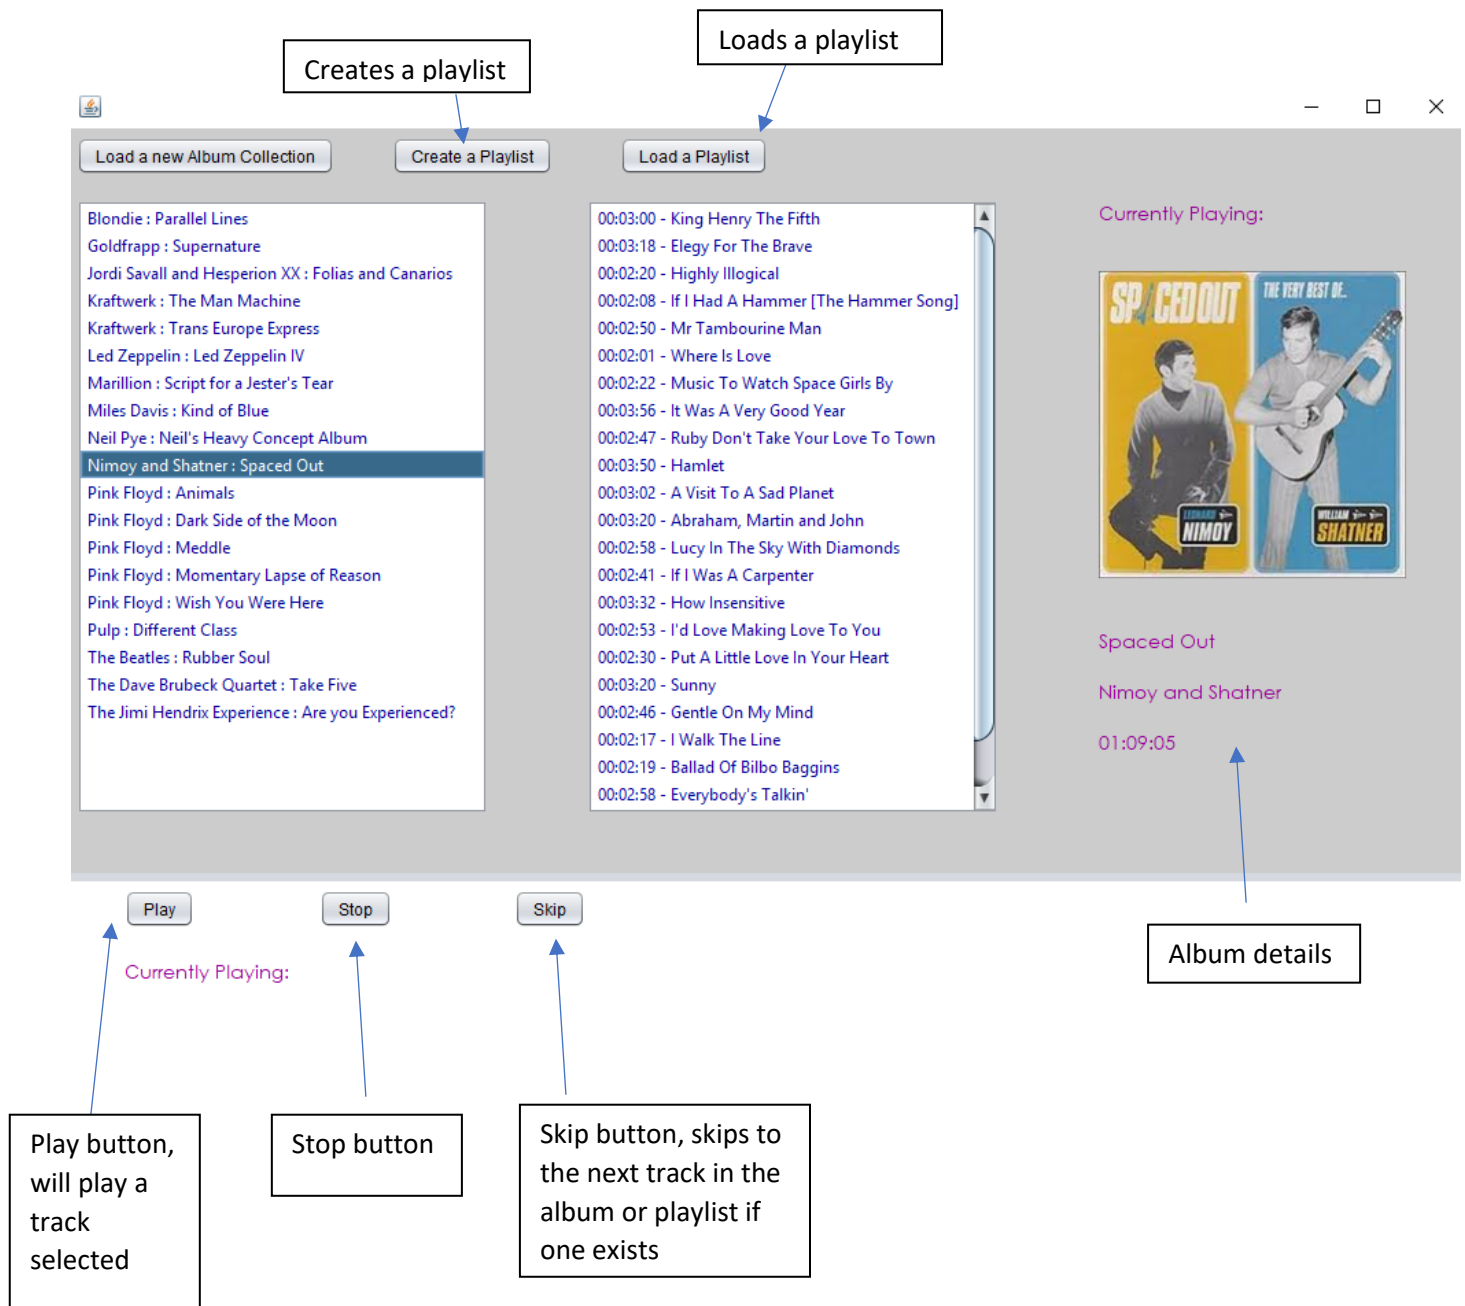 Loads a playlist
Creates a playlist
Load a new Album Collection
Create a Playlist
Load a Playlist
Blondie : Parallel Lines
Goldfrapp : Supernature
Jordi Savall and Hesperion XX : Folias and Canarios
Kraftwerk : The Man Machine
Kraftwerk : Trans Europe Express
Led Zeppelin : Led Zeppelin IV
Marillion : Script for a Jester's Tear
Miles Davis : Kind of Blue
Neil Pye : Neil's Heavy Concept Album
Nimoy and Shatner : Spaced Out
Pink Floyd : Animals
Pink Floyd : Dark Side of the Moon
Pink Floyd : Meddle
Pink Floyd : Momentary Lapse of Reason
Pink Floyd : Wish You Were Here
Pulp : Different Class
The Beatles : Rubber Soul
The Dave Brubeck Quartet : Take Five
The Jimi Hendrix Experience : Are you Experienced?
00:03:00 - King Henry The Fifth
00:03:18 - Elegy For The Brave
00:02:20 - Highly Illogical
00:02:08 - If I Had A Hammer [The Hammer Song]
00:02:50 - Mr Tambourine Man
00:02:01 - Where Is Love
00:02:22 - Music To Watch Space Girls By
00:03:56 - It Was A Very Good Year
00:02:47 - Ruby Don't Take Your Love To Town
00:03:50 - Hamlet
00:03:02 - A Visit To A Sad Planet
00:03:20 - Abraham, Martin and John
00:02:58 - Lucy In The Sky With Diamonds
00:02:41 - If I Was A Carpenter
00:03:32 - How Insensitive
00:02:53 - I'd Love Making Love To You
00:02:30 - Put A Little Love In Your Heart
00:03:20 - Sunny
00:02:46 - Gentle On My Mind
00:02:17 - I Walk The Line
00:02:19 - Ballad Of Bilbo Baggins
00:02:58 - Everybody's Talkin'
Currently Playing:
SPACED OUT
THE VERY BEST OF..
LEONARD
NIMOY
WILLIAM
SHATNER
Spaced Out
Nimoy and Shatner
01:09:05
Play
Stop
Skip
Currently Playing:
Album details
Play button,
will play a
track
selected
Stop button
Skip button, skips to
the next track in the
album or playlist if
one exists